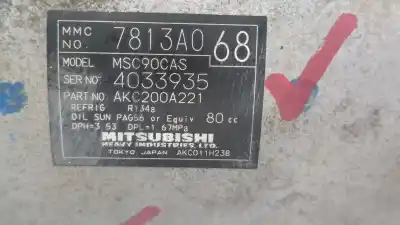 MMC NO. 7813A0 68
MODEL MSC90CAS
SER NO 4033935
PART NO. AKC200A221
REFRIG R134a
OIL SUN PAG56 or Equiv 80 cc
DPH=3.53 DPL=1.67MPa
MITSUBISHI
HEAVY INDUSTRIES, LTD.
TOKYO, JAPAN AKC011H238